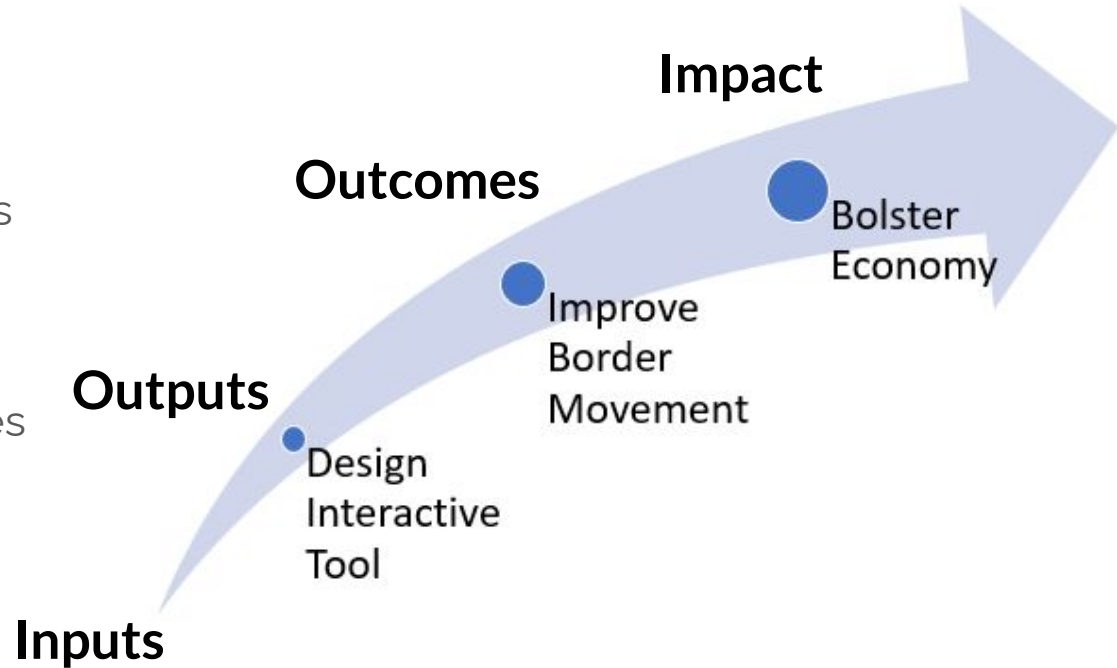 Impact
Outcomes
Bolster
Economy
Improve
Border
Movement
Outputs
Design
Interactive
Tool
Inputs